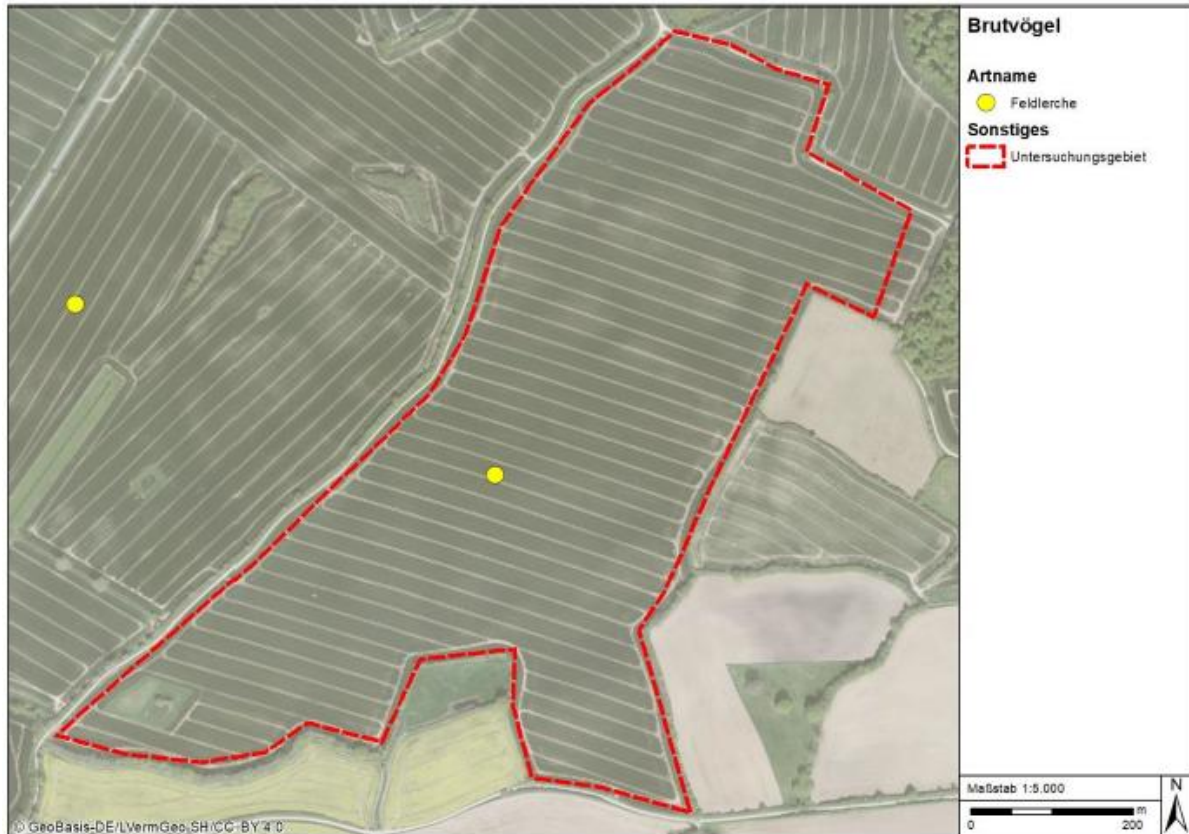 Brutvögel
Artname
Feldlerche
Sonstiges
Untersuchungsgebiet
Maßstab 1:5.000
N
m
0 200
© GeoBasis-DE/LVermGeo SH/CC BY 4.0